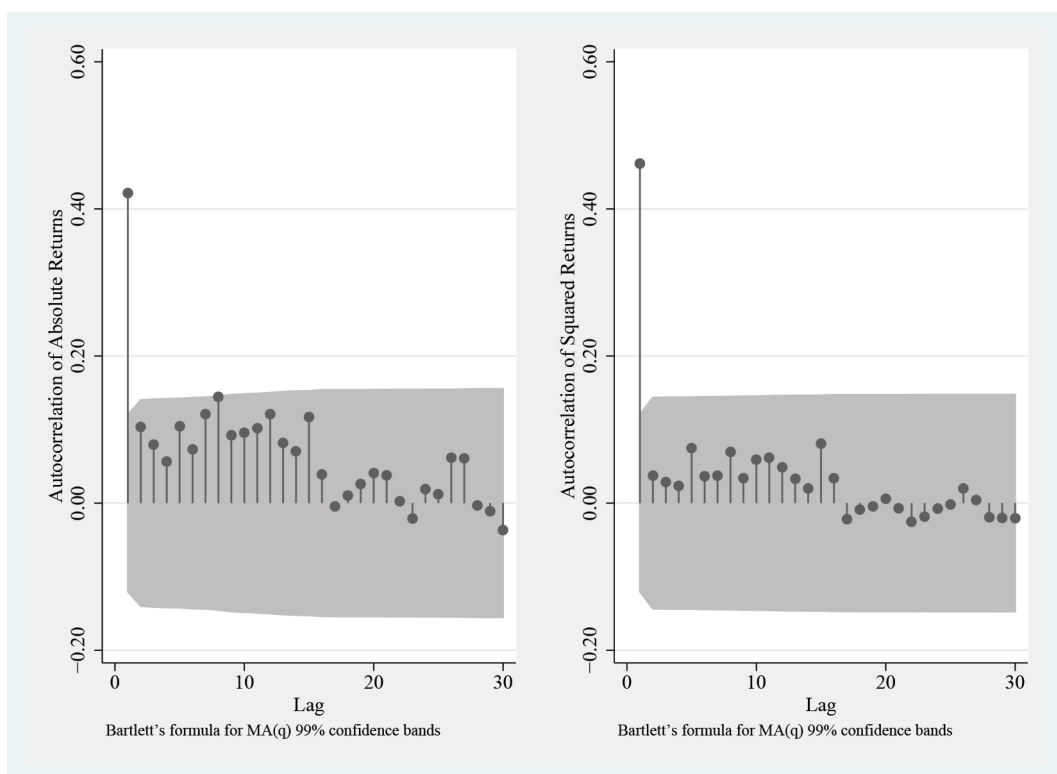 Autocorrelation of Absolute Returns
0.60
0.40
0.20
0.00
−0.20
0 10 20 30
Lag
Bartlett’s formula for MA(q) 99% confidence bands
Autocorrelation of Squared Returns
0.60
0.40
0.20
0.00
−0.20
0 10 20 30
Lag
Bartlett’s formula for MA(q) 99% confidence bands